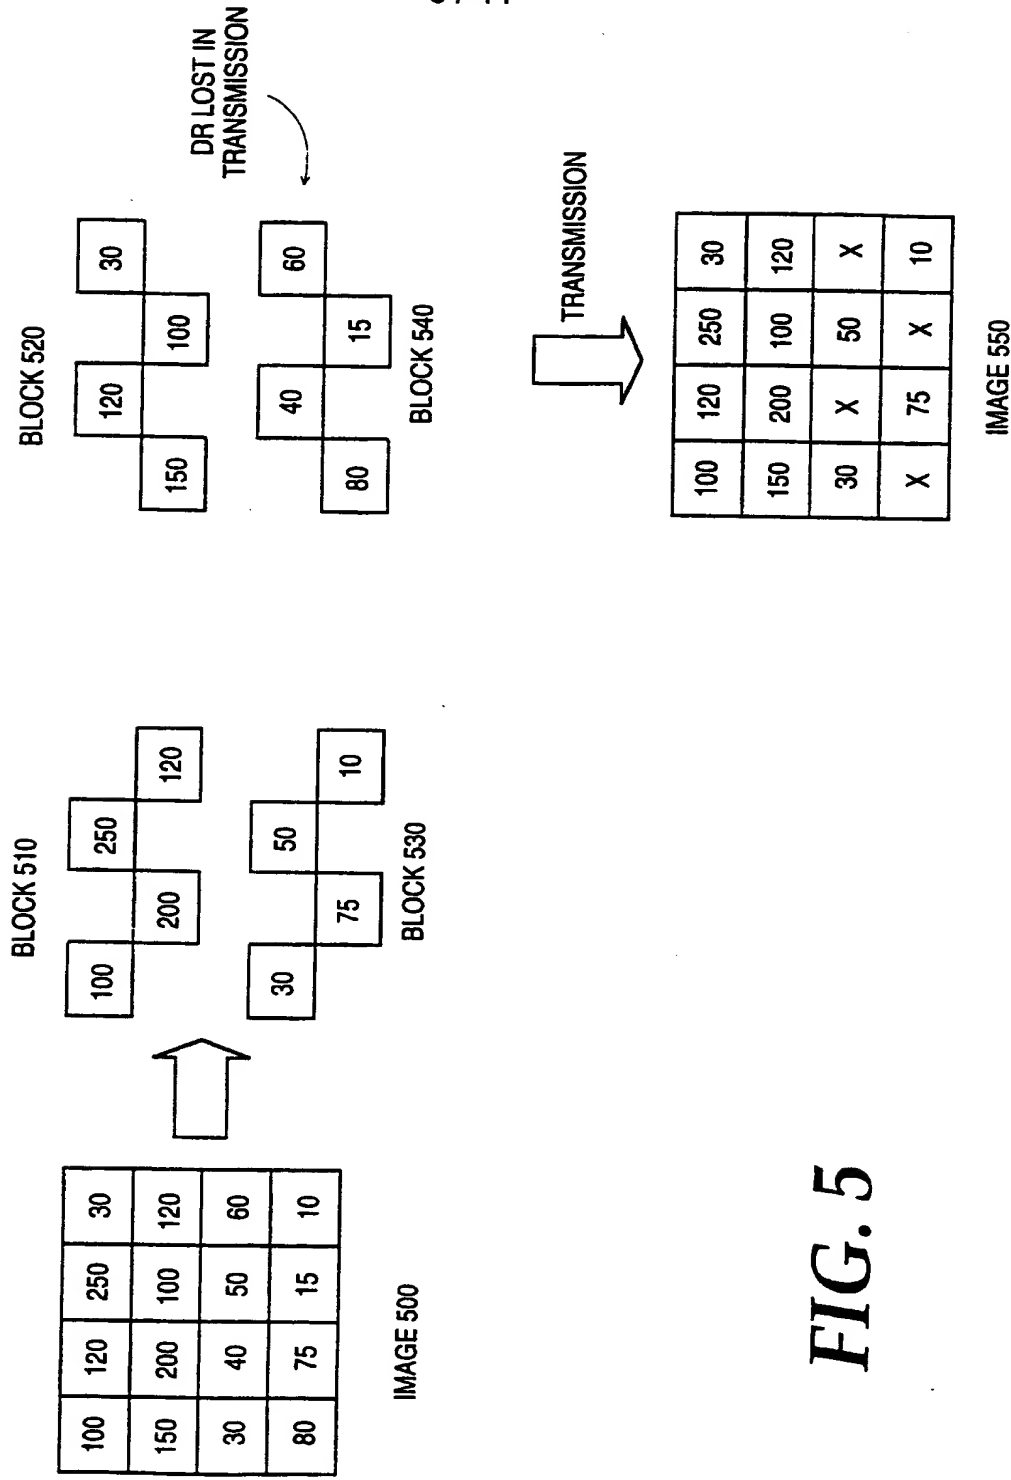 BLOCK 510
100 250
200 120
30 50
75 10
BLOCK 530
BLOCK 520
120 30
150 100
40 60
80 15
BLOCK 540
DR LOST IN
TRANSMISSION
100 120 250 30
150 200 100 120
30 40 50 60
80 75 15 10
IMAGE 500
TRANSMISSION
100 120 250 30
150 200 100 120
30 X 50 X
X 75 X 10
IMAGE 550
FIG. 5